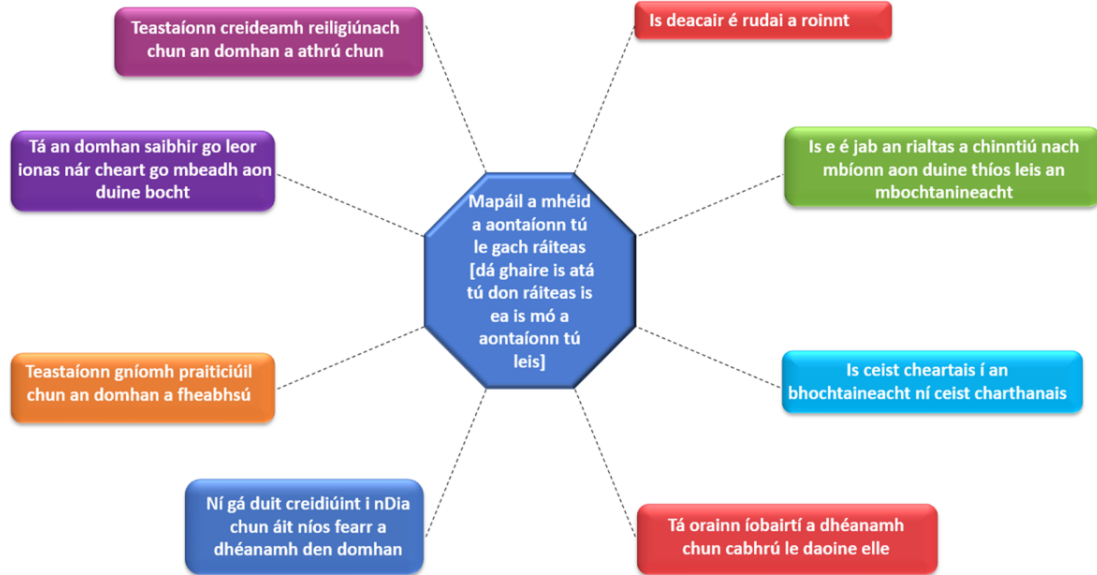 Teastaíonn creideamh reiligiúnach
chun an domhan a athrú chun
Is deacair é rudai a roinnt
Tá an domhan saibhir go leor
ionas nár cheart go mbeadh aon
duine bocht
Is e é jab an rialtas a chinntiú nach
mbíonn aon duine thíos leis an
mbochtanineacht
Mapáil a mhéid
a aontaíonn tú
le gach ráiteas
[dá ghaire is atá
tú don ráiteas is
ea is mó a
aontaíonn tú
leis]
Teastaíonn gníomh praiticiúil
chun an domhan a fheabhsú
Is ceist cheartais í an
bhochtaineacht ní ceist charthanais
Ní gá duit creidiúint i nDia
chun áit níos fearr a
dhéanamh den domhan
Tá orainn íobairtí a dhéanamh
chun cabhrú le daoine elle